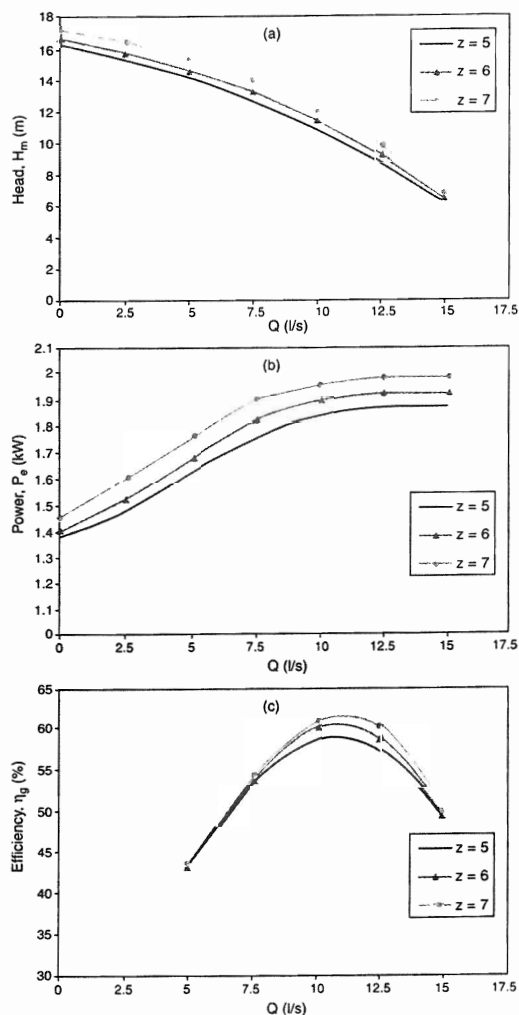 (a)
18
16
14
12
10
8
6
4
2
0
Head, H_m (m)
z = 5
z = 6
z = 7
0 2.5 5 7.5 10 12.5 15 17.5
Q (l/s)
(b)
2.1
2
1.9
1.8
1.7
1.6
1.5
1.4
1.3
1.2
1.1
0
Power, P_e (kW)
z = 5
z = 6
z = 7
0 2.5 5 7.5 10 12.5 15 17.5
Q (l/s)
(c)
65
60
55
50
45
40
35
30
Efficiency, η_g (%)
z = 5
z = 6
z = 7
0 2.5 5 7.5 10 12.5 15 17.5
Q (l/s)